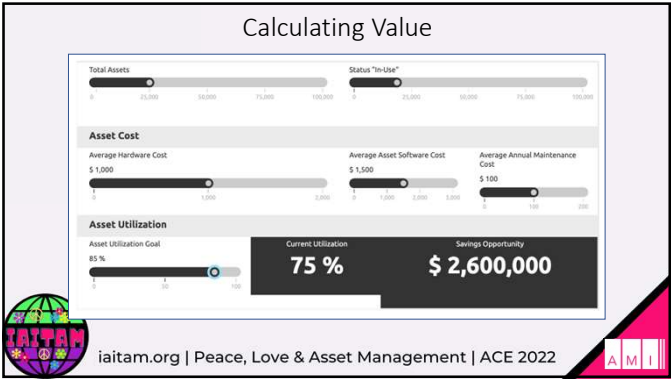 Calculating Value
Total Assets
Status "In-Use"
0 25,000 50,000 75,000 100,000
0 25,000 50,000 75,000 100,000
Asset Cost
Average Hardware Cost
$ 1,000
0 1,000 2,000
Average Asset Software Cost
$ 1,500
0 1,000 2,000 3,000
Average Annual Maintenance
Cost
$ 100
0 100 200
Asset Utilization
Asset Utilization Goal
85 %
0 50 100
Current Utilization
75 %
Savings Opportunity
$ 2,600,000
IAITAM
iaitam.org | Peace, Love & Asset Management | ACE 2022
AMI